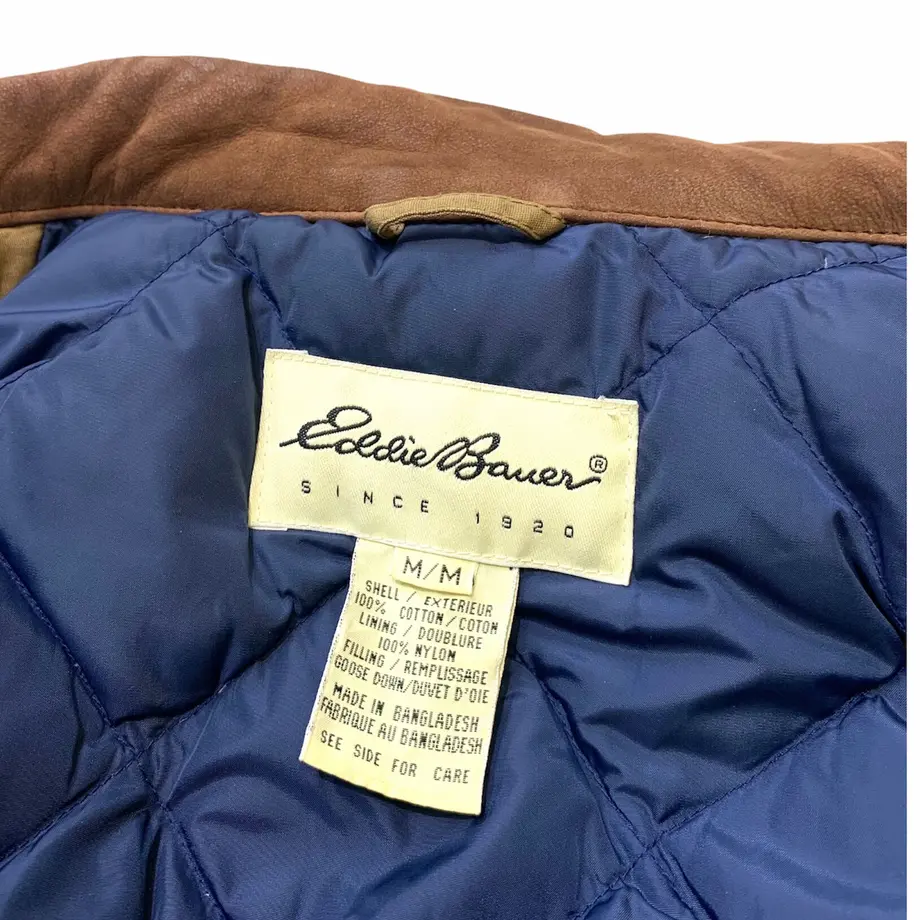 Eddie Bauer®
SINCE 1920
M/M
SHELL / EXTERIEUR
100% COTTON/COTON
LINING / DOUBLURE
100% NYLON
FILLING / REMPLISSAGE
GOOSE DOWN/DUVET D'OIE
MADE IN BANGLADESH
FABRIQUE AU BANGLADESH
SEE SIDE FOR CARE